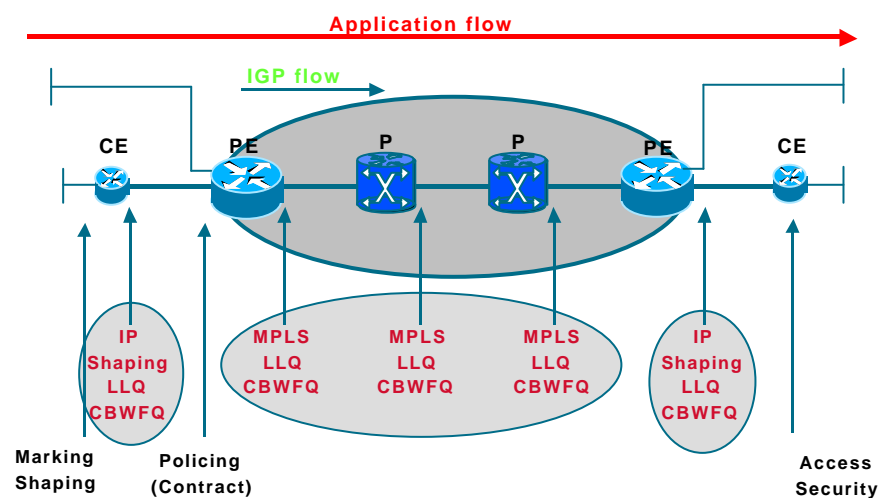 Application flow
IGP flow
CE
PE
P
P
PE
CE
IP
Shaping
LLQ
CBWFQ
MPLS
LLQ
CBWFQ
MPLS
LLQ
CBWFQ
MPLS
LLQ
CBWFQ
IP
Shaping
LLQ
CBWFQ
Marking
Shaping
Policing
(Contract)
Access
Security